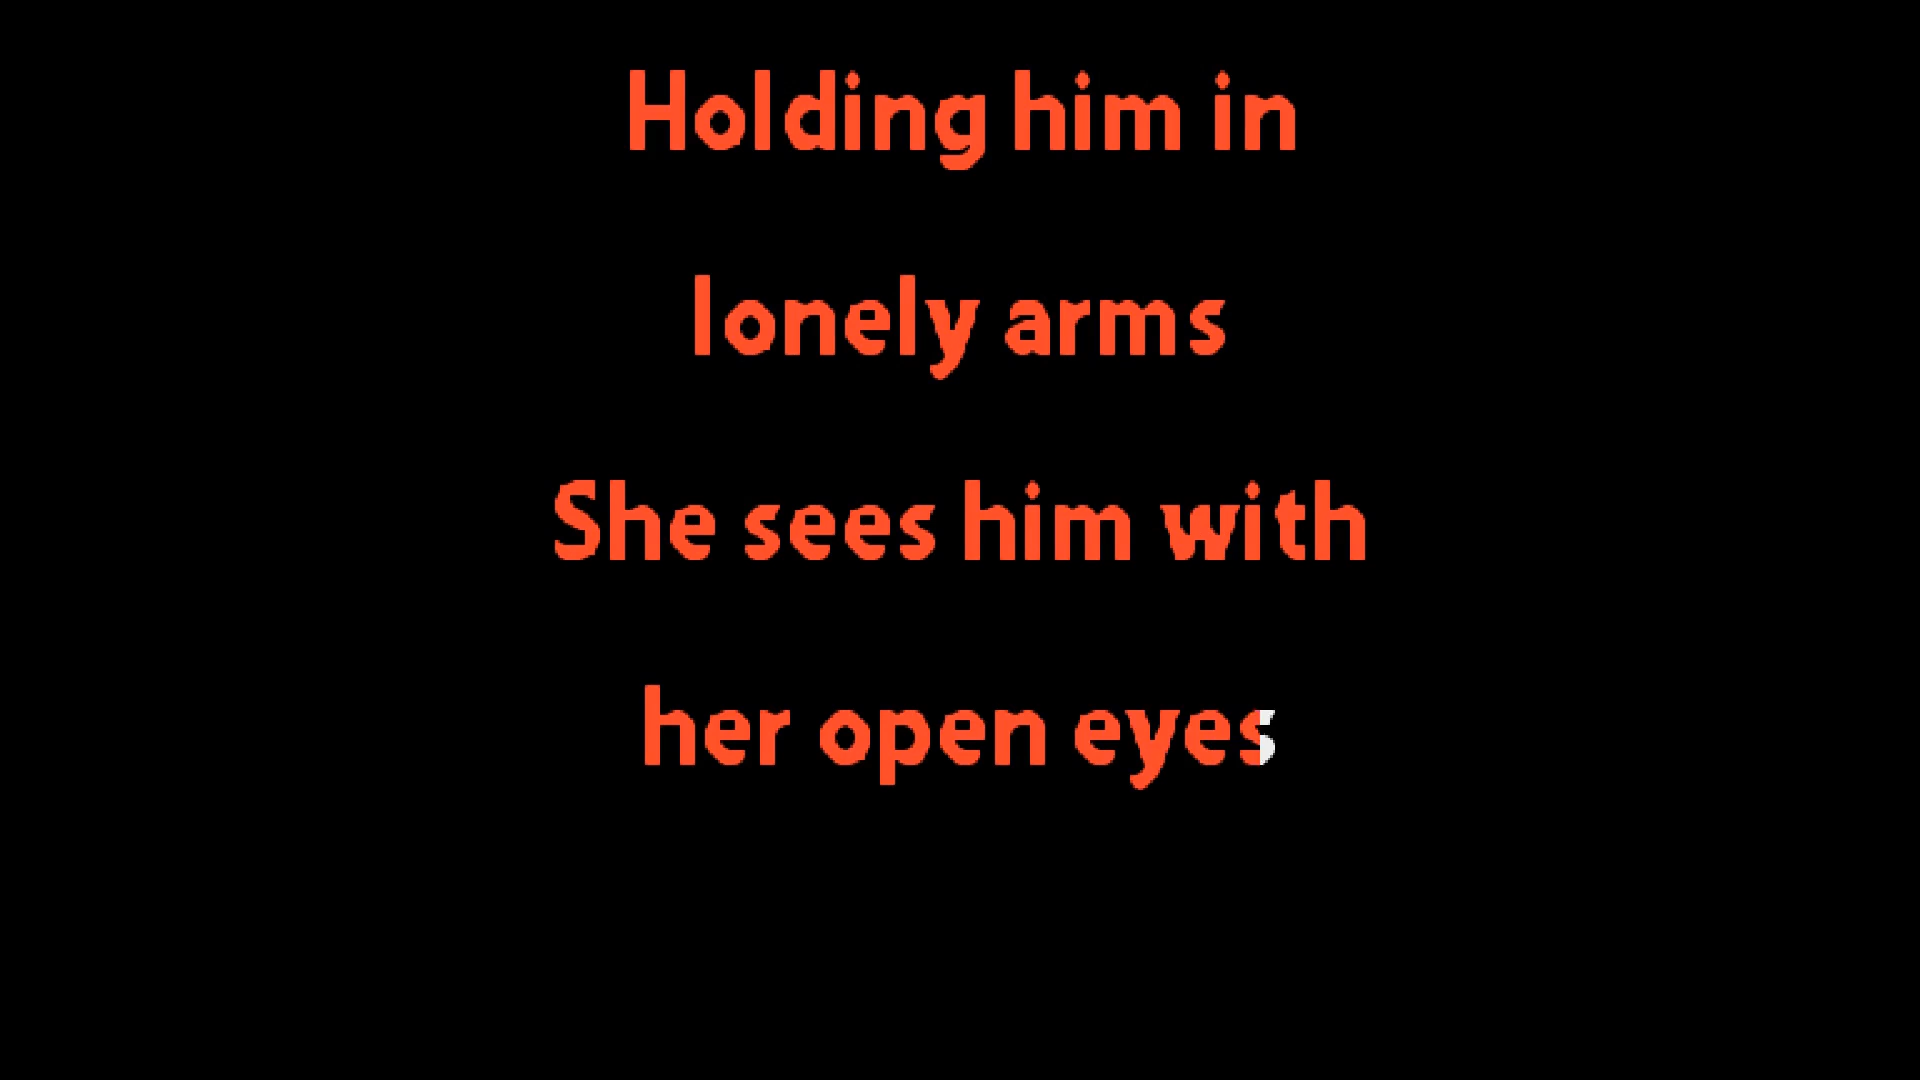 Holding him in
lonely arms
She sees him with
her open eyes